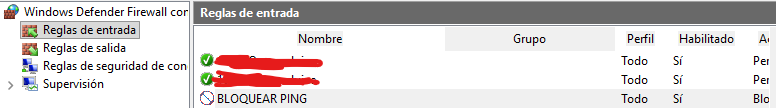 Windows Defender Firewall con
Reglas de entrada
Reglas de salida
Reglas de seguridad de con
Supervisión
Reglas de entrada
Nombre Grupo Perfil Habilitado Ac
Todo Sí Per
Todo Sí Per
BLOQUEAR PING Todo Sí Blo